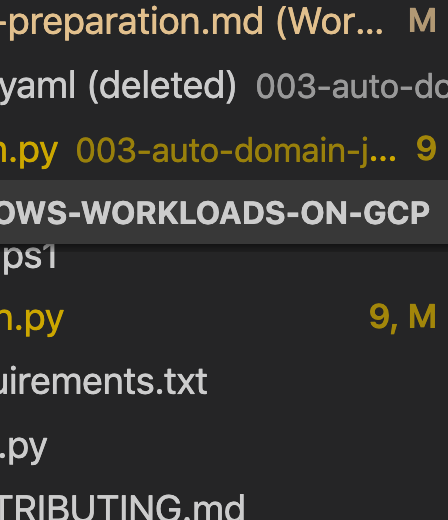 -preparation.md (Wor... M
yaml (deleted) 003-auto-do
n.py 003-auto-domain-j... 9
OWS-WORKLOADS-ON-GCP
ps1
n.py 9, M
uirements.txt
.py
TRIBUTING.md